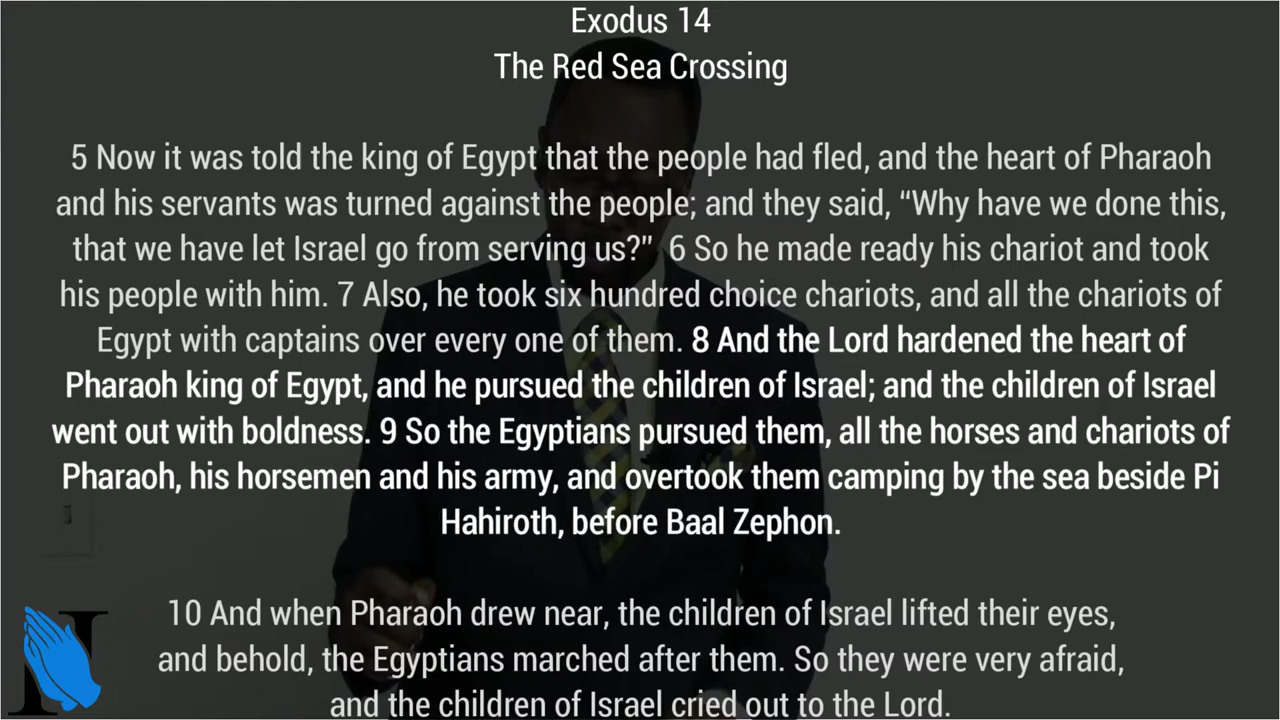 Exodus 14
The Red Sea Crossing
5 Now it was told the king of Egypt that the people had fled, and the heart of Pharaoh
and his servants was turned against the people; and they said, “Why have we done this,
that we have let Israel go from serving us?” 6 So he made ready his chariot and took
his people with him. 7 Also, he took six hundred choice chariots, and all the chariots of
Egypt with captains over every one of them. 8 And the Lord hardened the heart of
Pharaoh king of Egypt, and he pursued the children of Israel; and the children of Israel
went out with boldness. 9 So the Egyptians pursued them, all the horses and chariots of
Pharaoh, his horsemen and his army, and overtook them camping by the sea beside Pi
Hahiroth, before Baal Zephon.
10 And when Pharaoh drew near, the children of Israel lifted their eyes,
and behold, the Egyptians marched after them. So they were very afraid,
and the children of Israel cried out to the Lord.